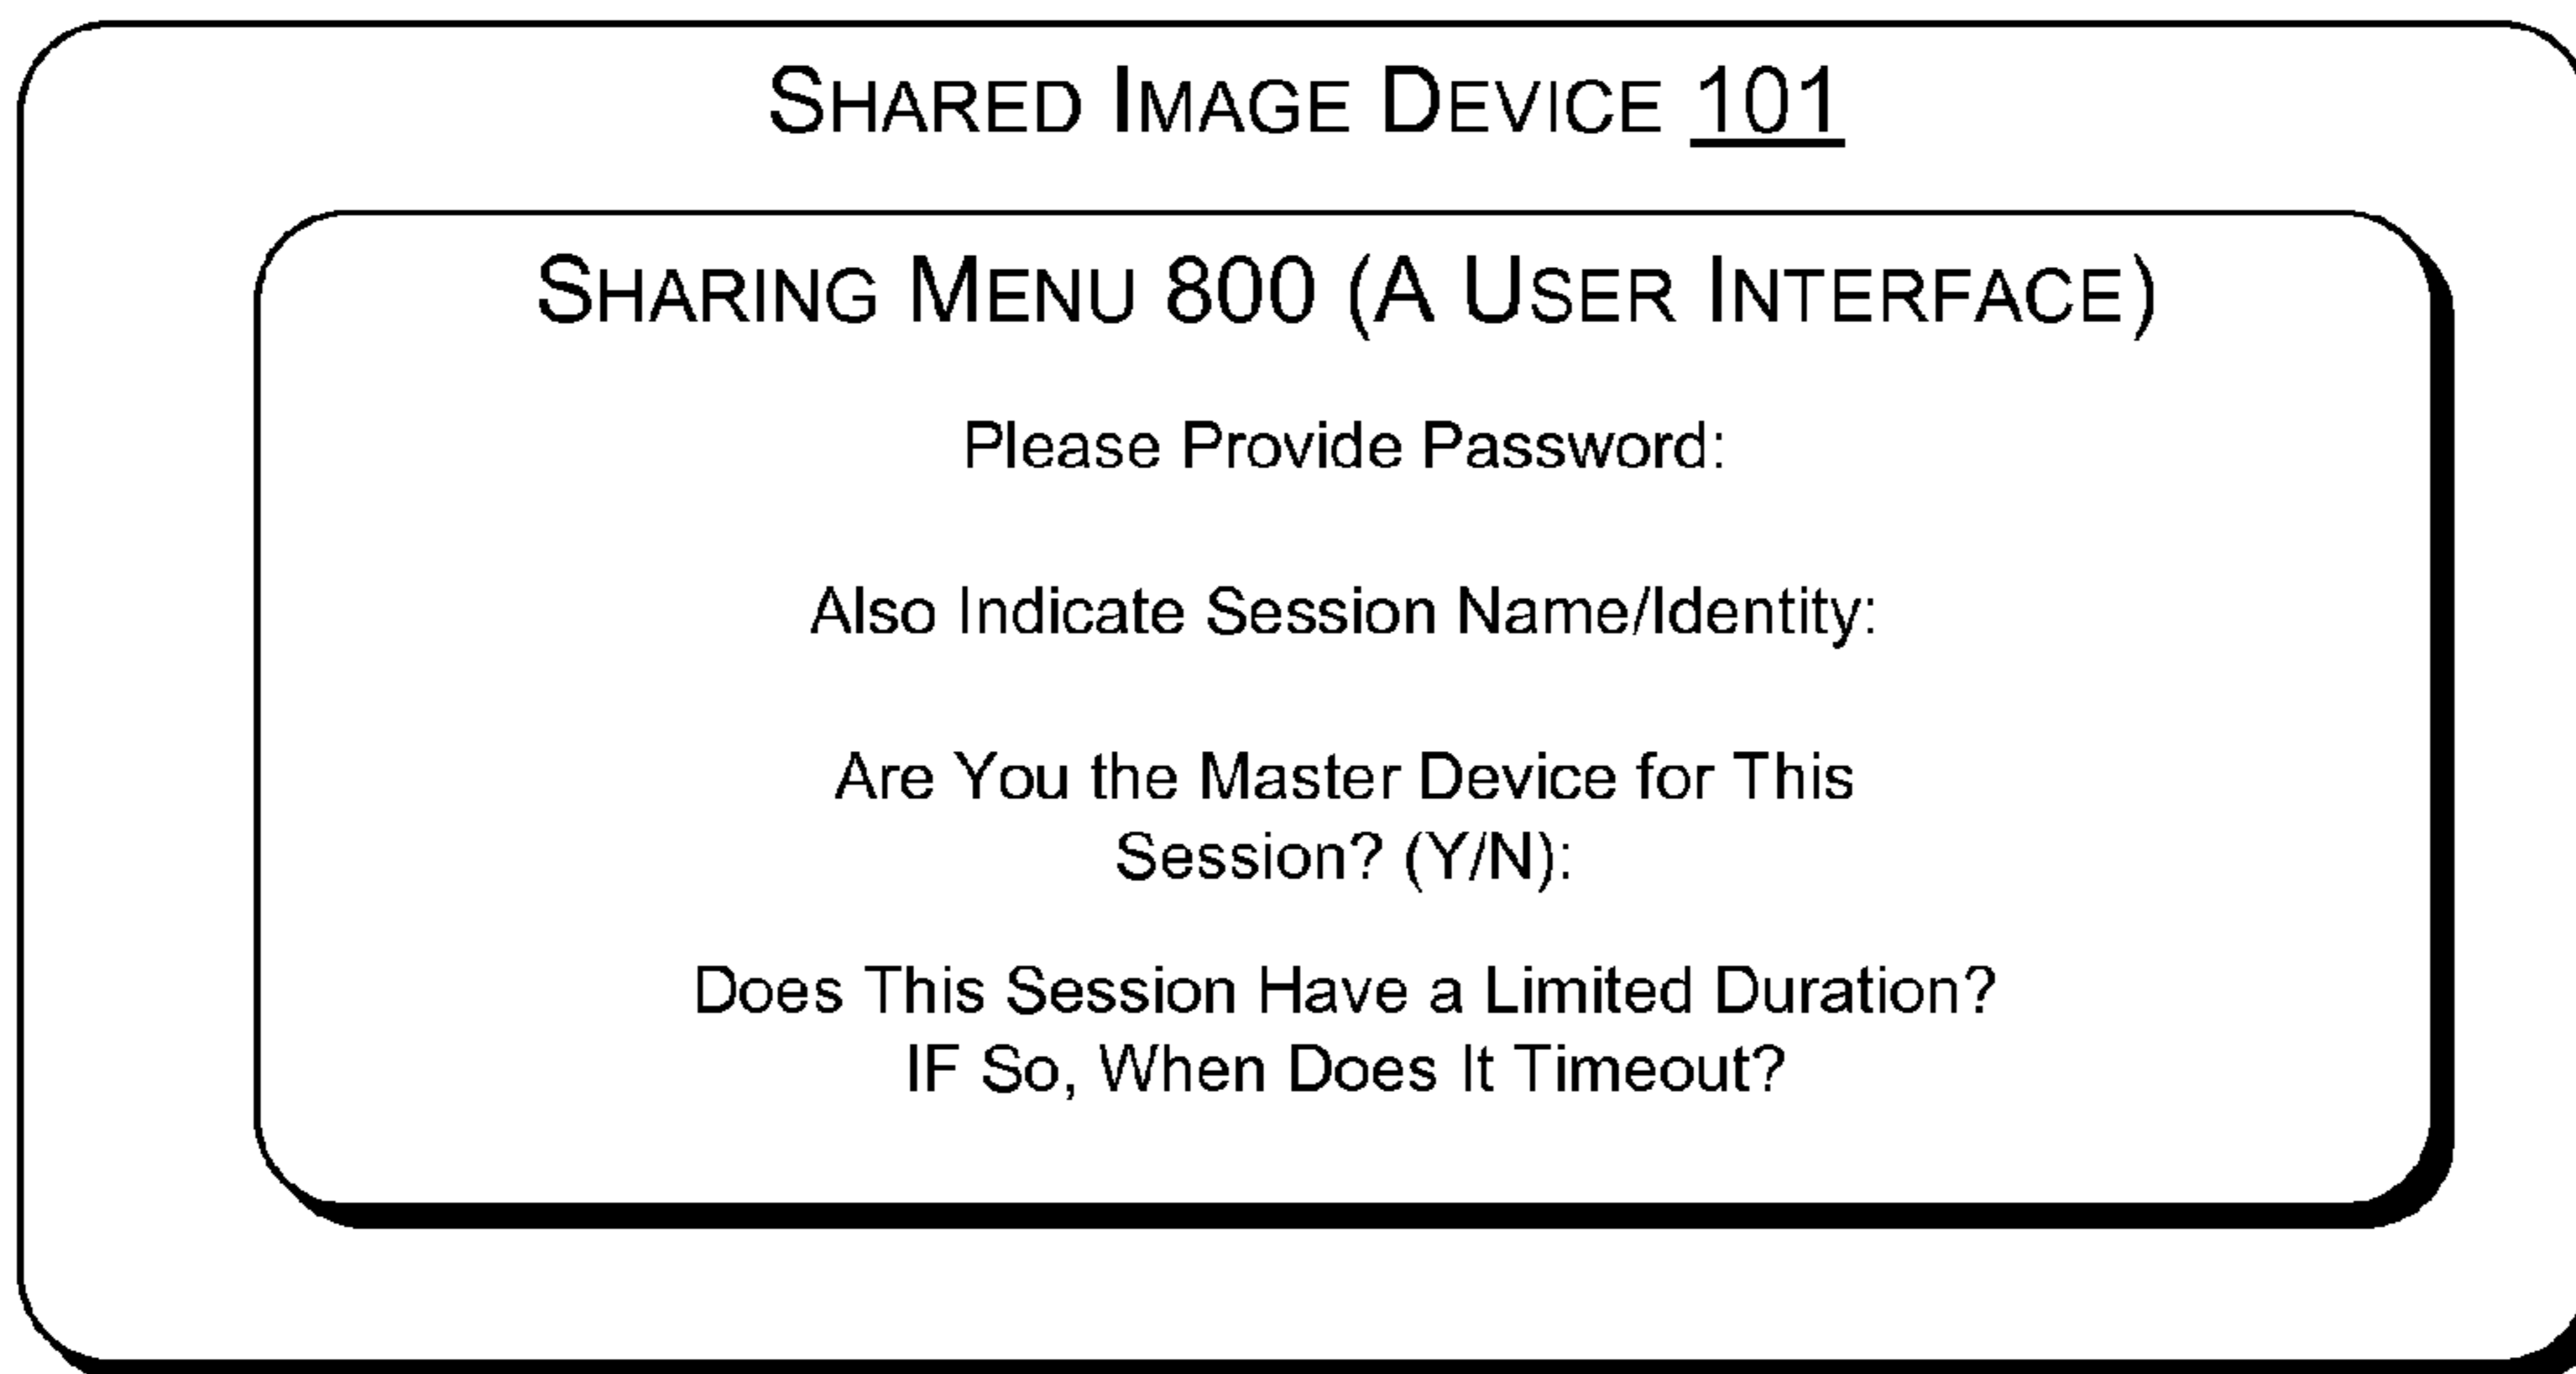 SHARED IMAGE DEVICE 101
SHARING MENU 800 (A USER INTERFACE)
Please Provide Password:
Also Indicate Session Name/Identity:
Are You the Master Device for This
Session? (Y/N):
Does This Session Have a Limited Duration?
IF So, When Does It Timeout?